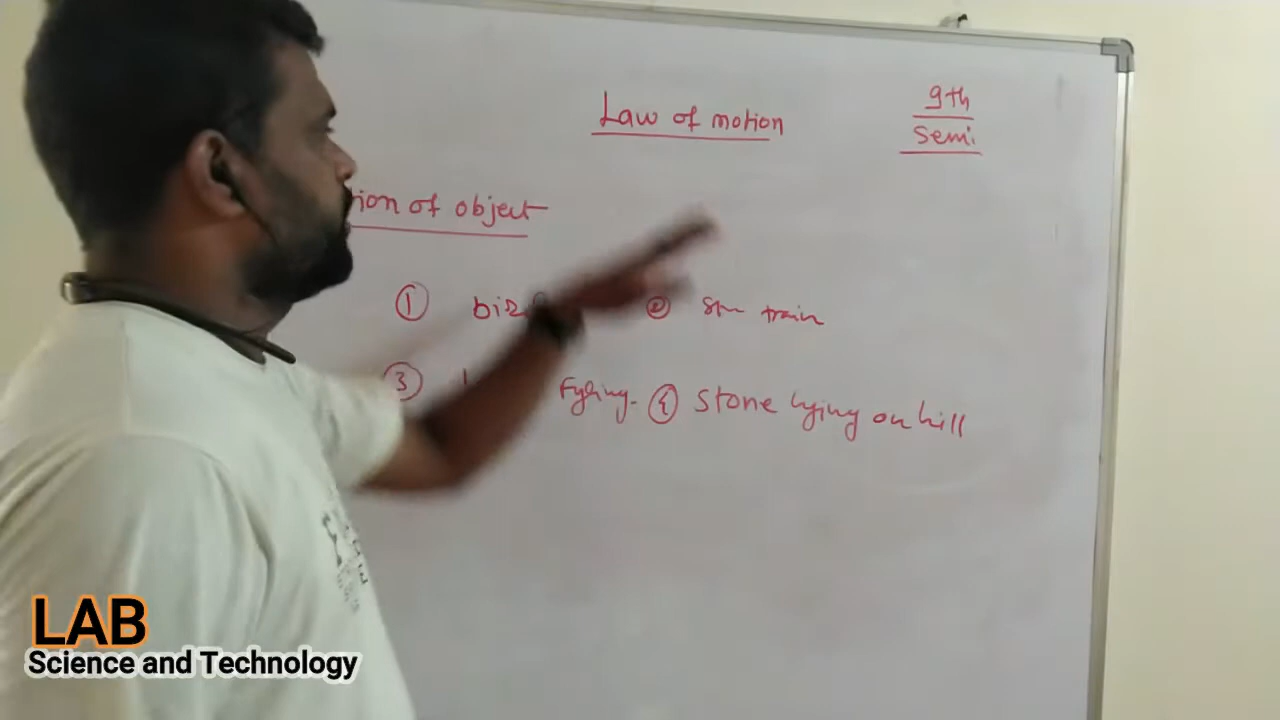 Law of motion
9th
Semi.
ion of object
① ② train
③ Fyling. ④ Stone lying on hill
LAB
Science and Technology